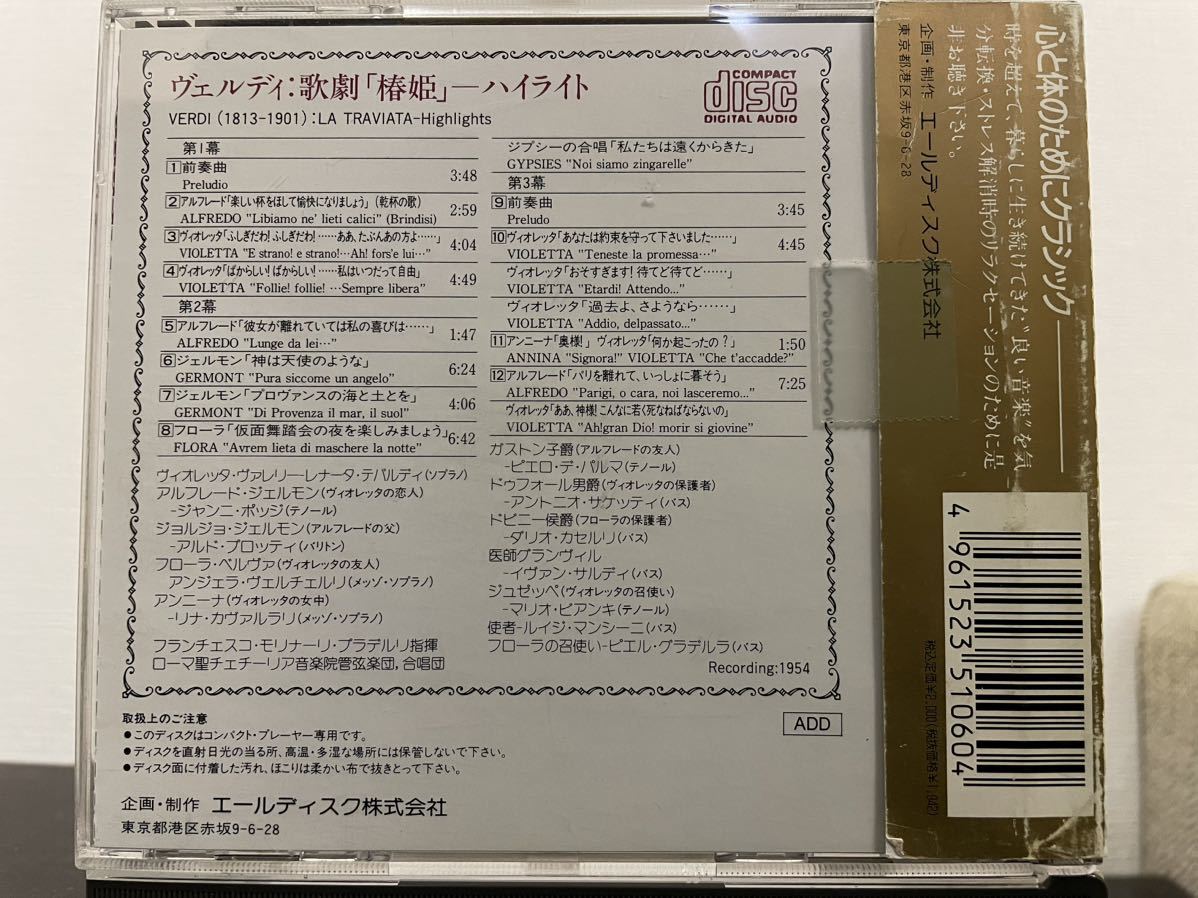 ヴェルディ:歌劇「椿姫」—ハイライト
VERDI (1813-1901) : LA TRAVIATA-Highlights
COMPACT
disc
DIGITAL AUDIO
第1幕
1 前奏曲 3:48
Preludio
2 アルフレード「楽しい杯をほして愉快になりましょう」(乾杯の歌) 2:59
ALFREDO "Libiamo ne' lieti calici" (Brindisi)
3 ヴィオレッタ「ふしぎだわ!ふしぎだわ!……ああ、たぶんあの方よ……」 4:04
VIOLETTA "E strano! e strano!…Ah! fors'e lui…"
4 ヴィオレッタ「ばからしい!ばからしい!……私はいつだって自由」 4:49
VIOLETTA "Follie! follie! …Sempre libera"
第2幕
5 アルフレード「彼女が離れていては私の喜びは……」 1:47
ALFREDO "Lunge da lei…"
6 ジェルモン「神は天使のような」 6:24
GERMONT "Pura siccome un angelo"
7 ジェルモン「プロヴァンスの海と土とを」 4:06
GERMONT "Di Provenza il mar, il suol"
8 フローラ「仮面舞踏会の夜を楽しみましょう」 6:42
FLORA "Avrem lieta di maschere la notte"
ジプシーの合唱「私たちは遠くからきた」
GYPSIES "Noi siamo zingarelle"
第3幕
9 前奏曲 3:45
Preludo
10 ヴィオレッタ「あなたは約束を守って下さいました……」 4:45
VIOLETTA "Teneste la promessa…"
ヴィオレッタ「おそすぎます! 待てど待てど……」
VIOLETTA "Etardi! Attendo…"
ヴィオレッタ「過去よ、さようなら……」
VIOLETTA "Addio, delpassato…"
11 アンニーナ「奥様!」 ヴィオレッタ「何か起こったの?」 1:50
ANNINA "Signora!" VIOLETTA "Che t'accadde?"
12 アルフレード「パリを離れて、いっしょに暮そう」 7:25
ALFREDO "Parigi, o cara, noi lasceremo…"
ヴィオレッタ「ああ、神様!こんなに若く死なねばならないの」
VIOLETTA "Ah!gran Dio! morir si giovine"
ヴィオレッタ・ヴァレリーーレナータ・テバルディ(ソプラノ)
アルフレード・ジェルモン(ヴィオレッタの恋人)
-ジャンニ・ポッジ(テノール)
ジョルジョ・ジェルモン(アルフレードの父)
-アルド・プロッティ(バリトン)
フローラ・ベルヴァ(ヴィオレッタの友人)
アンジェラ・ヴェルチェルリ(メッゾ・ソプラノ)
アンニーナ(ヴィオレッタの女中)
-リナ・カヴァルラリ(メッゾ・ソプラノ)
フランチェスコ・モリナーリ・プラデルリ指揮
ローマ聖チェチーリア音楽院管弦楽団, 合唱団
ガストン子爵(アルフレードの友人)
-ピエロ・デ・パルマ(テノール)
ドゥフォール男爵(ヴィオレッタの保護者)
-アントニオ・サケッティ(バス)
ドビニー侯爵(フローラの保護者)
-ダリオ・カセルリ(バス)
医師グランヴィル
-イヴァン・サルディ(バス)
ジュゼッペ(ヴィオレッタの召使い)
-マリオ・ビアンキ(テノール)
使者-ルイジ・マンシーニ(バス)
フローラの召使い-ピエル・グラデルラ(バス)
Recording:1954
取扱上のご注意
●このディスクはコンパクト・プレーヤー専用です。
●ディスクを直射日光の当る所、高温・多湿な場所には保管しないで下さい。
●ディスク面に付着した汚れ、ほこりは柔かい布で抜きとって下さい。
ADD
企画・制作 エールディスク株式会社
東京都港区赤坂9-6-28
心と体のためにクラシック
時を超えて、暮らしに生き続けてきた“良い音楽”を気
分転換・ストレス解消時のリラクセーションのために是
非お聴き下さい。
企画・制作 エールディスク株式会社
東京都港区赤坂9-6-28
4 961523 510604
税込定価¥2,000(税抜価格¥1,942)